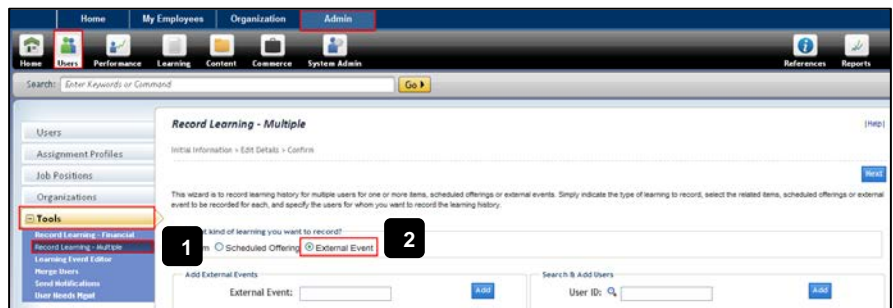 Home My Employees Organization Admin
Home Users Performance Learning Content Commerce System Admin References Reports
Search: Enter Keywords or Command Go
Users
Assignment Profiles
Job Positions
Organizations
Tools
Record Learning - Financial
Record Learning - Multiple
Learning Event Editor
Merge Users
Send Notifications
User Needs Mgmt
Record Learning - Multiple [Help]
Initial Information > Edit Details > Confirm
Next
This wizard is to record learning history for multiple users for one or more items, scheduled offerings or external events. Simply indicate the type of learning to record, select the related items, scheduled offerings or external
event to be recorded for each, and specify the users for whom you want to record the learning history.
kind of learning you want to record?
1 Scheduled Offering External Event 2
Add External Events
External Event: Add
Search & Add Users
User ID: Add